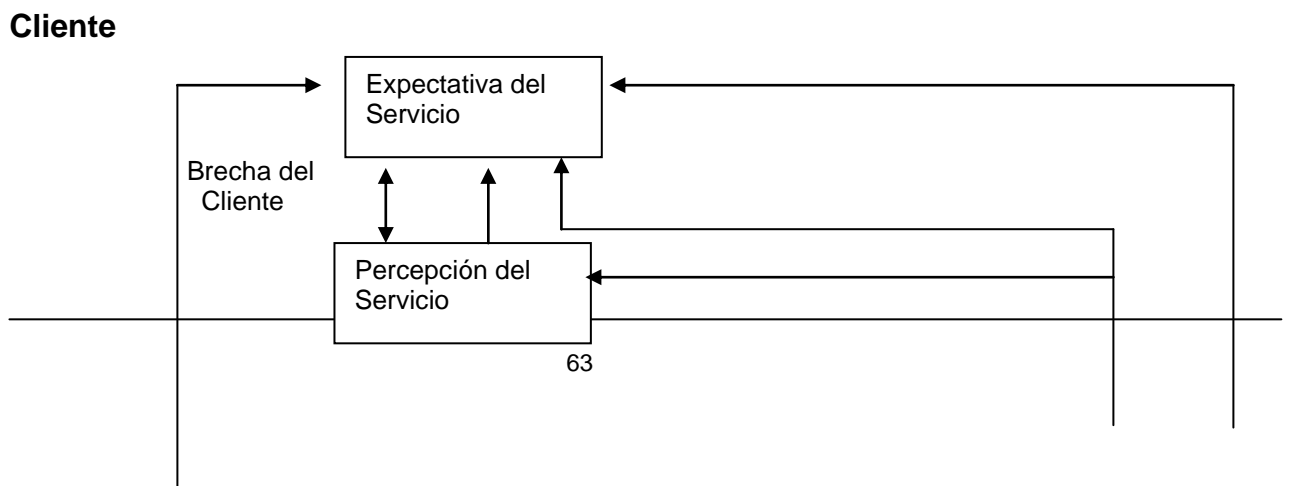 Cliente
Expectativa del
Servicio
Brecha del
Cliente
Percepción del
Servicio
63